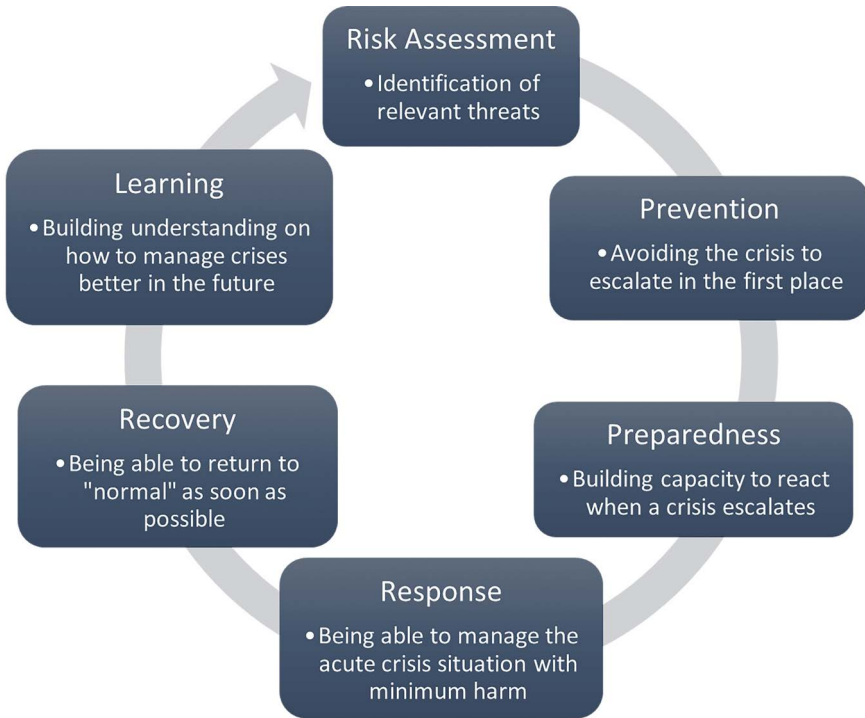 Risk Assessment
•Identification of
relevant threats
Prevention
•Avoiding the crisis to
escalate in the first place
Preparedness
•Building capacity to react
when a crisis escalates
Response
•Being able to manage the
acute crisis situation with
minimum harm
Recovery
•Being able to return to
"normal" as soon as
possible
Learning
•Building understanding on
how to manage crises
better in the future